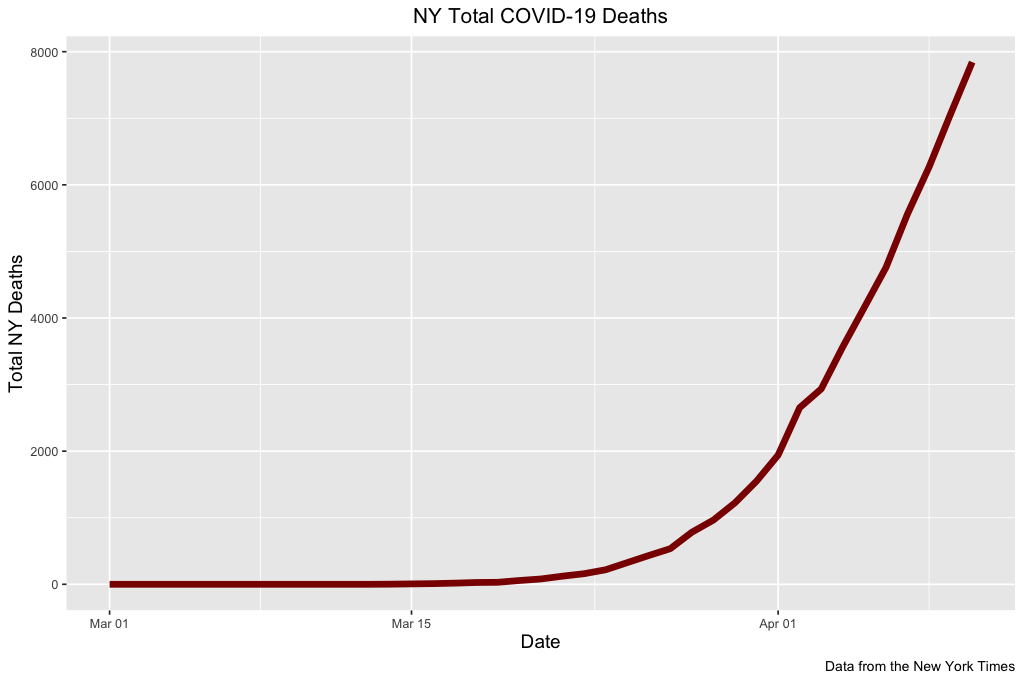 NY Total COVID-19 Deaths
8000
6000
4000
2000
0
Total NY Deaths
Mar 01
Mar 15
Apr 01
Date
Data from the New York Times